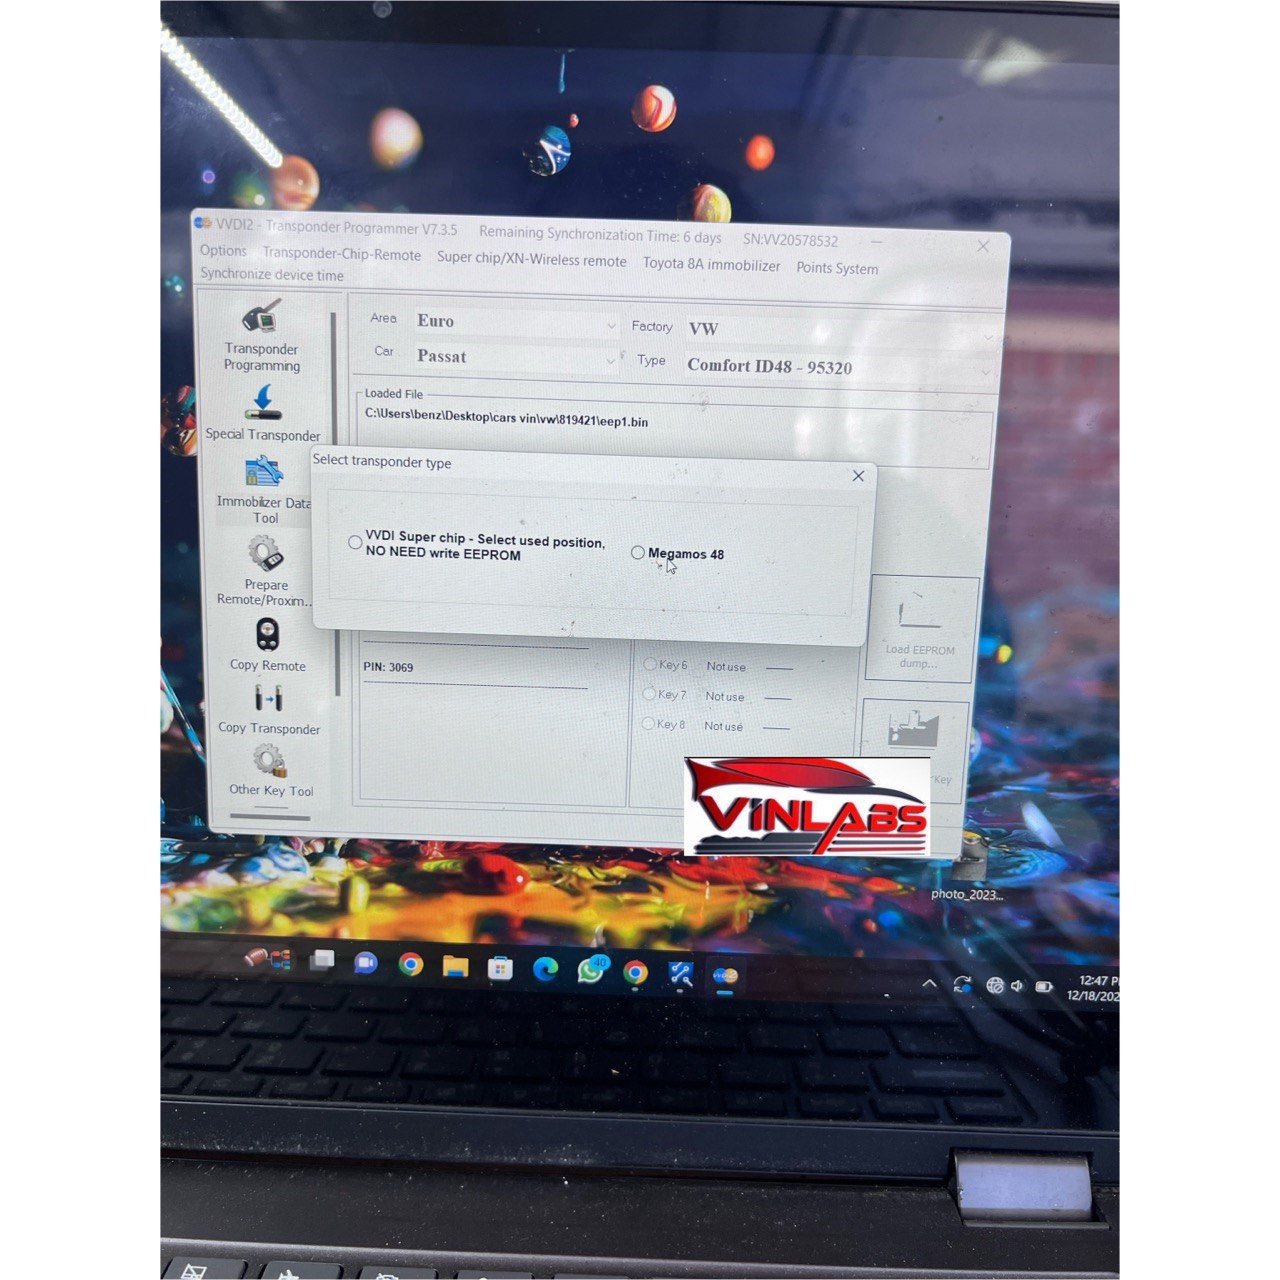 VVDI2 - Transponder Programmer V7.3.5 Remaining Synchronization Time: 6 days SN:VV20578532
Options Transponder-Chip-Remote Super chip/XN-Wireless remote Toyota 8A immobilizer Points System
Synchronize device time
Area Euro Factory VW
Car Passat Type Comfort ID48 - 95320
Loaded File
C:\Users\benz\Desktop\cars vin\vw\819421\eep1.bin
Transponder
Programming
Special Transponder
Immobilizer Data
Tool
Prepare
Remote/Proxim...
Copy Remote
Copy Transponder
Other Key Tool
Select transponder type
VVDI Super chip - Select used position,
NO NEED write EEPROM
Megamos 48
PIN: 3069
Key 6 Not use
Key 7 Not use
Key 8 Not use
Load EEPROM
dump...
Key
VINLABS
photo_2023...
40
12:47 P
12/18/202